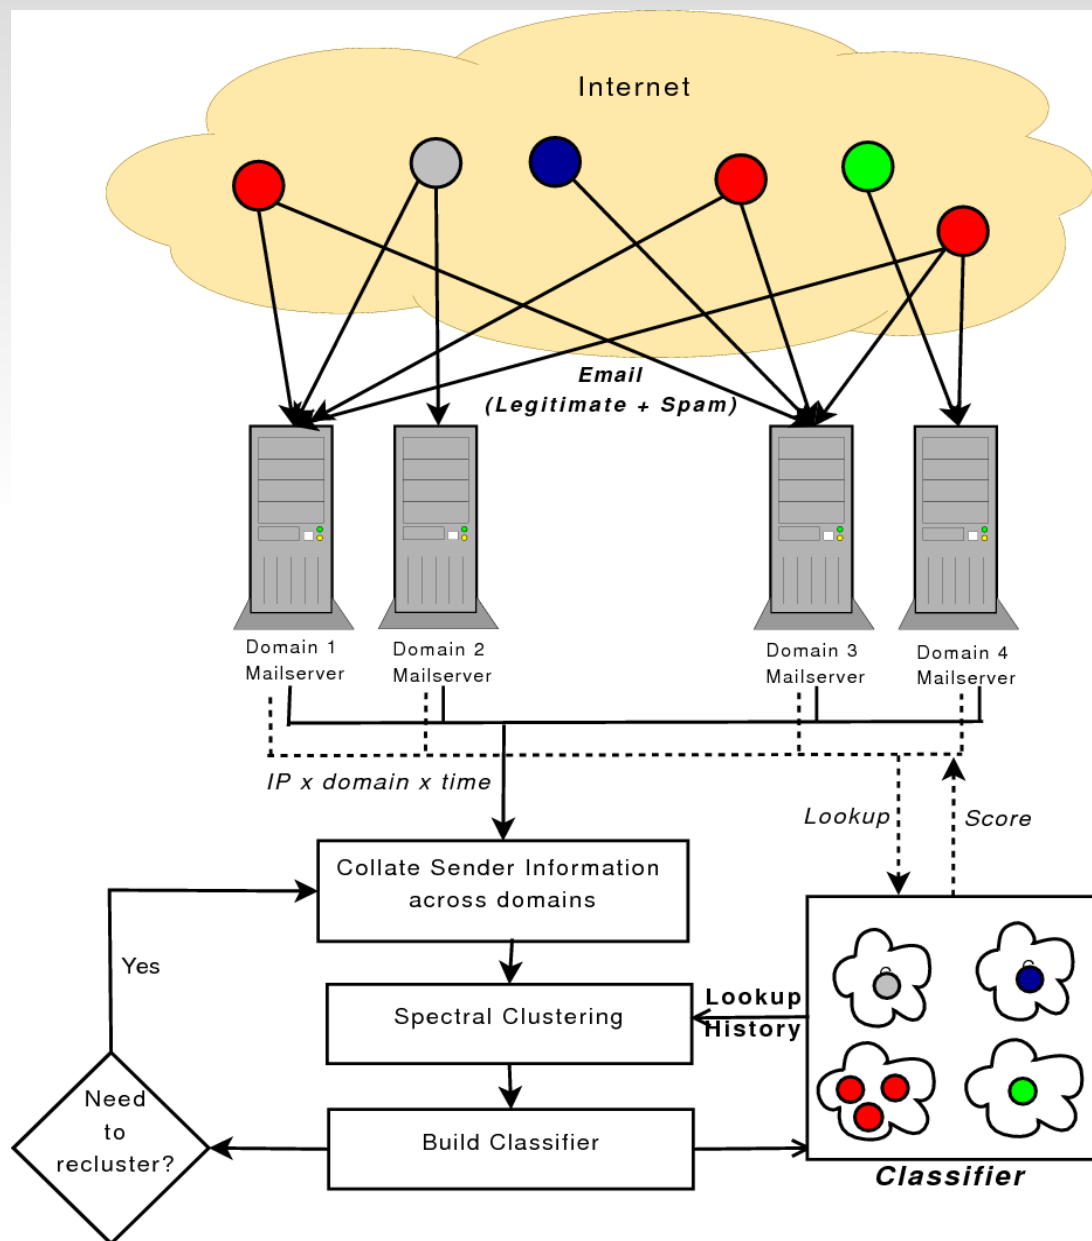 Internet
Email
(Legitimate + Spam)
Domain 1
Mailserver
Domain 2
Mailserver
Domain 3
Mailserver
Domain 4
Mailserver
IP x domain x time
Lookup
Score
Collate Sender Information
across domains
Yes
Spectral Clustering
Lookup
History
Need
to
recluster?
Build Classifier
Classifier